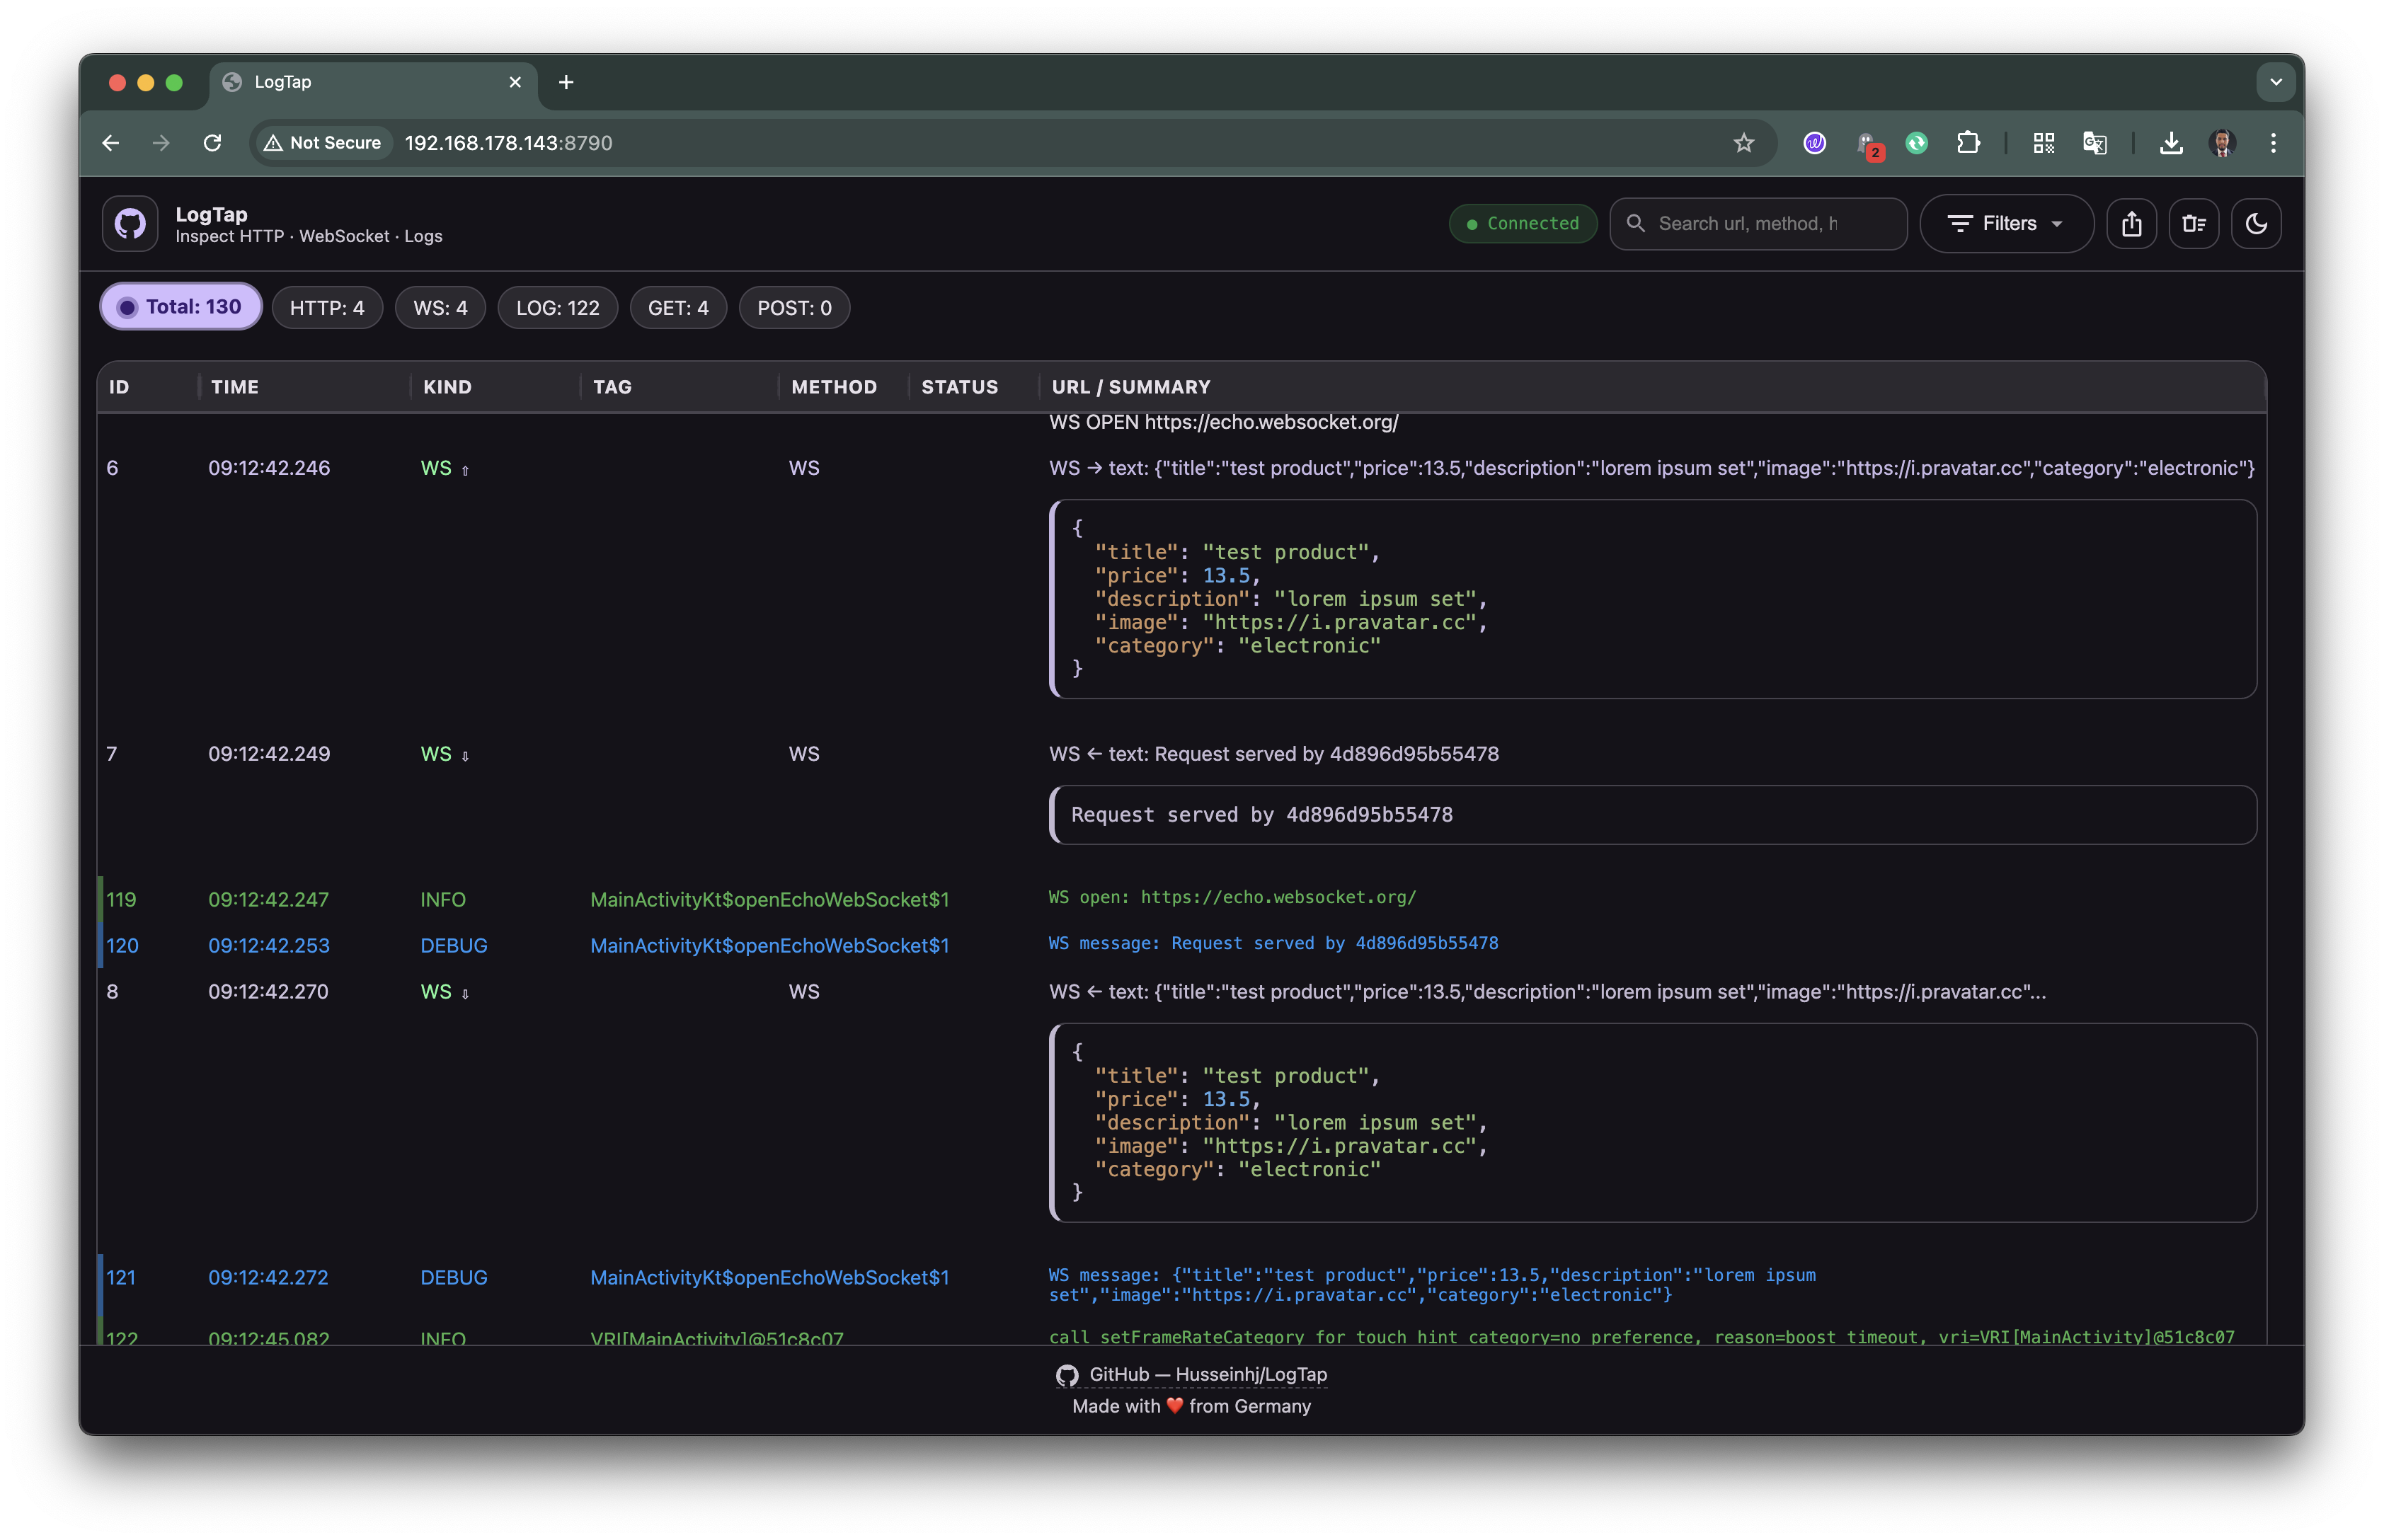 LogTap
Not Secure 192.168.178.143:8790
2
LogTap
Inspect HTTP · WebSocket · Logs
Connected
Search url, method, h
Filters
Total: 130 HTTP: 4 WS: 4 LOG: 122 GET: 4 POST: 0
ID TIME KIND TAG METHOD STATUS URL / SUMMARY
WS OPEN https://echo.websocket.org/
6 09:12:42.246 WS ⇧ WS WS → text: {"title":"test product","price":13.5,"description":"lorem ipsum set","image":"https://i.pravatar.cc","category":"electronic"}
{
"title": "test product",
"price": 13.5,
"description": "lorem ipsum set",
"image": "https://i.pravatar.cc",
"category": "electronic"
}
7 09:12:42.249 WS ⇩ WS WS ← text: Request served by 4d896d95b55478
Request served by 4d896d95b55478
119 09:12:42.247 INFO MainActivityKt$openEchoWebSocket$1 WS open: https://echo.websocket.org/
120 09:12:42.253 DEBUG MainActivityKt$openEchoWebSocket$1 WS message: Request served by 4d896d95b55478
8 09:12:42.270 WS ⇩ WS WS ← text: {"title":"test product","price":13.5,"description":"lorem ipsum set","image":"https://i.pravatar.cc"...
{
"title": "test product",
"price": 13.5,
"description": "lorem ipsum set",
"image": "https://i.pravatar.cc",
"category": "electronic"
}
121 09:12:42.272 DEBUG MainActivityKt$openEchoWebSocket$1 WS message: {"title":"test product","price":13.5,"description":"lorem ipsum
set","image":"https://i.pravatar.cc","category":"electronic"}
122 09:12:45.082 INFO VRI[MainActivity]@51c8c07 call setFrameRateCategory for touch hint category=no preference, reason=boost timeout, vri=VRI[MainActivity]@51c8c07
GitHub — Husseinhj/LogTap
Made with ❤️ from Germany